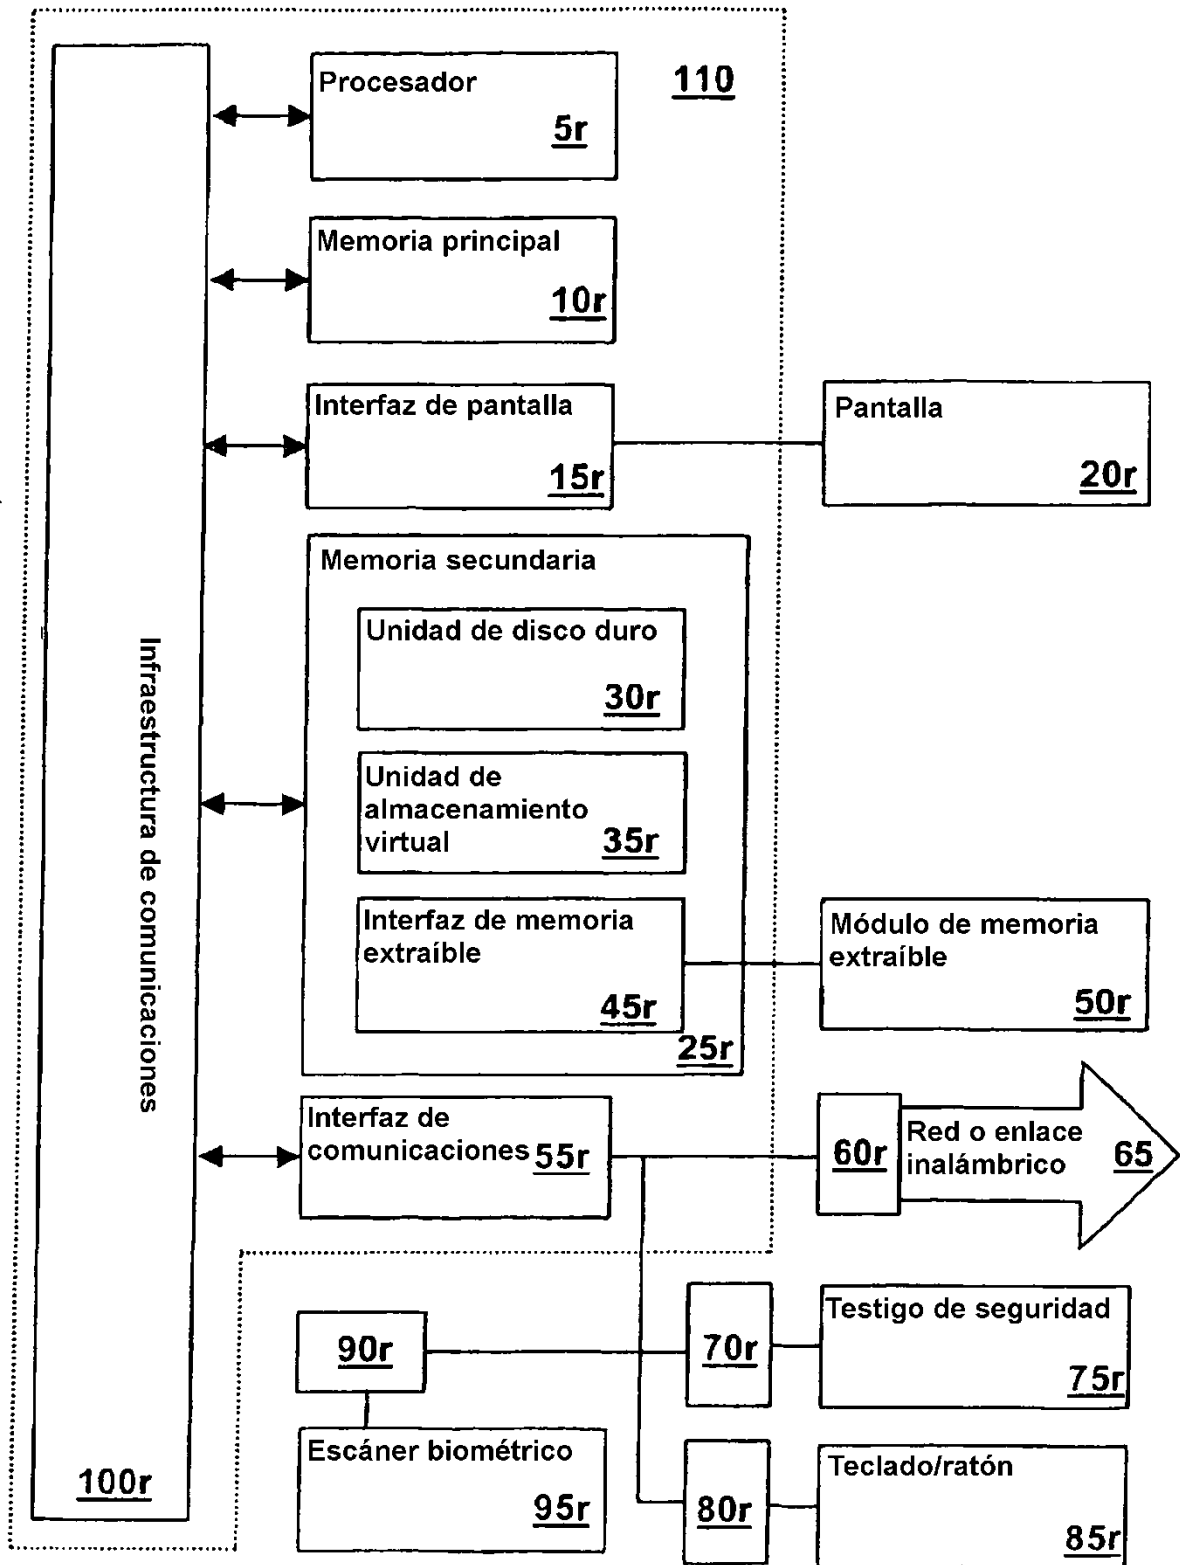 Procesador
110
5r
Memoria principal
10r
Interfaz de pantalla
15r
Pantalla
20r
Memoria secundaria
Unidad de disco duro
30r
Unidad de
almacenamiento
virtual
35r
Interfaz de memoria
extraíble
45r
25r
Módulo de memoria
extraíble
50r
Infraestructura de comunicaciones
100r
Interfaz de
comunicaciones
55r
60r
Red o enlace
inalámbrico
65
90r
70r
Testigo de seguridad
75r
Escáner biométrico
95r
80r
Teclado/ratón
85r